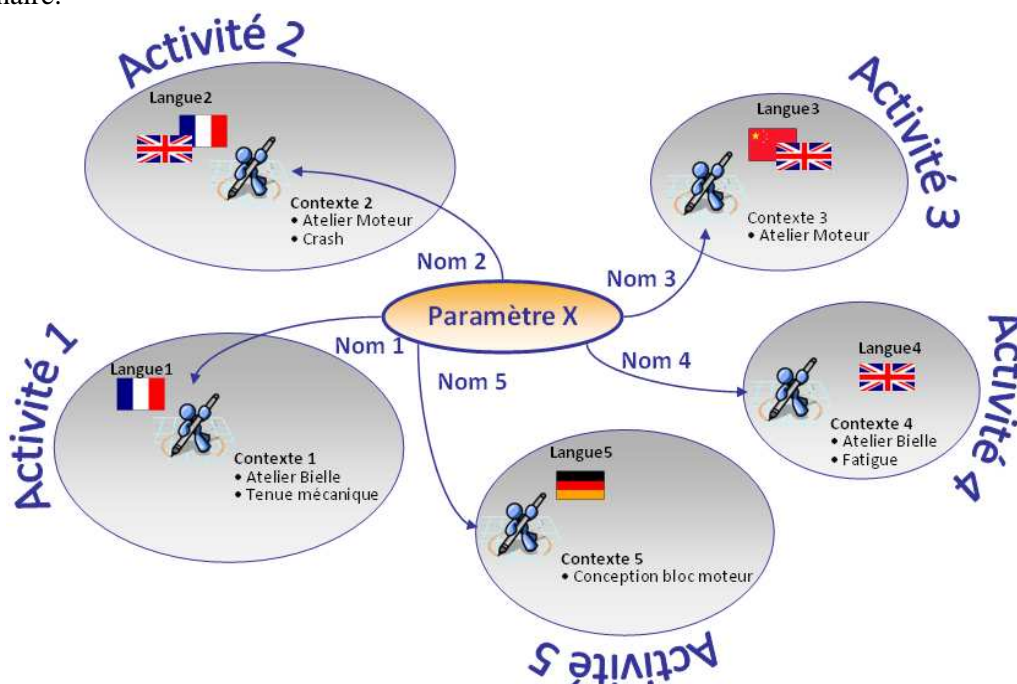 naire.
Activité 2
Langue2
Contexte 2
• Atelier Moteur
• Crash
Activité 3
Langue3
Contexte 3
• Atelier Moteur
Nom 2
Nom 3
Paramètre X
Nom 1
Nom 4
Nom 5
Activité 1
Langue1
Contexte 1
• Atelier Bielle
• Tenue mécanique
Activité 4
Langue4
Contexte 4
• Atelier Bielle
• Fatigue
Langue5
Contexte 5
• Conception bloc moteur
Activité 5